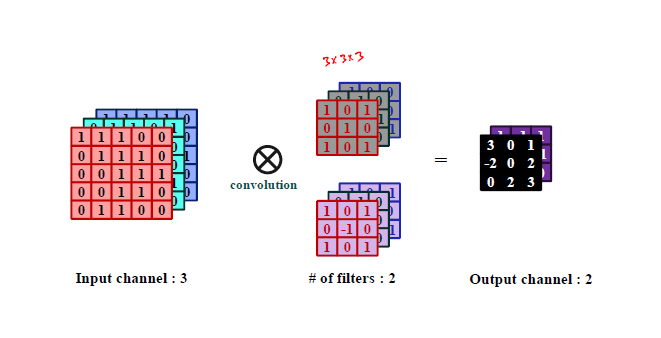 3×3×3
1 1 1 0 0
0 1 1 1 0
0 0 1 1 1
0 0 1 1 0
0 1 1 0 0
convolution
1 0 1
0 1 0
1 0 1
1 0 1
0 -1 0
1 0 1
=
3 0 1
-2 0 2
0 2 3
Input channel : 3
# of filters : 2
Output channel : 2